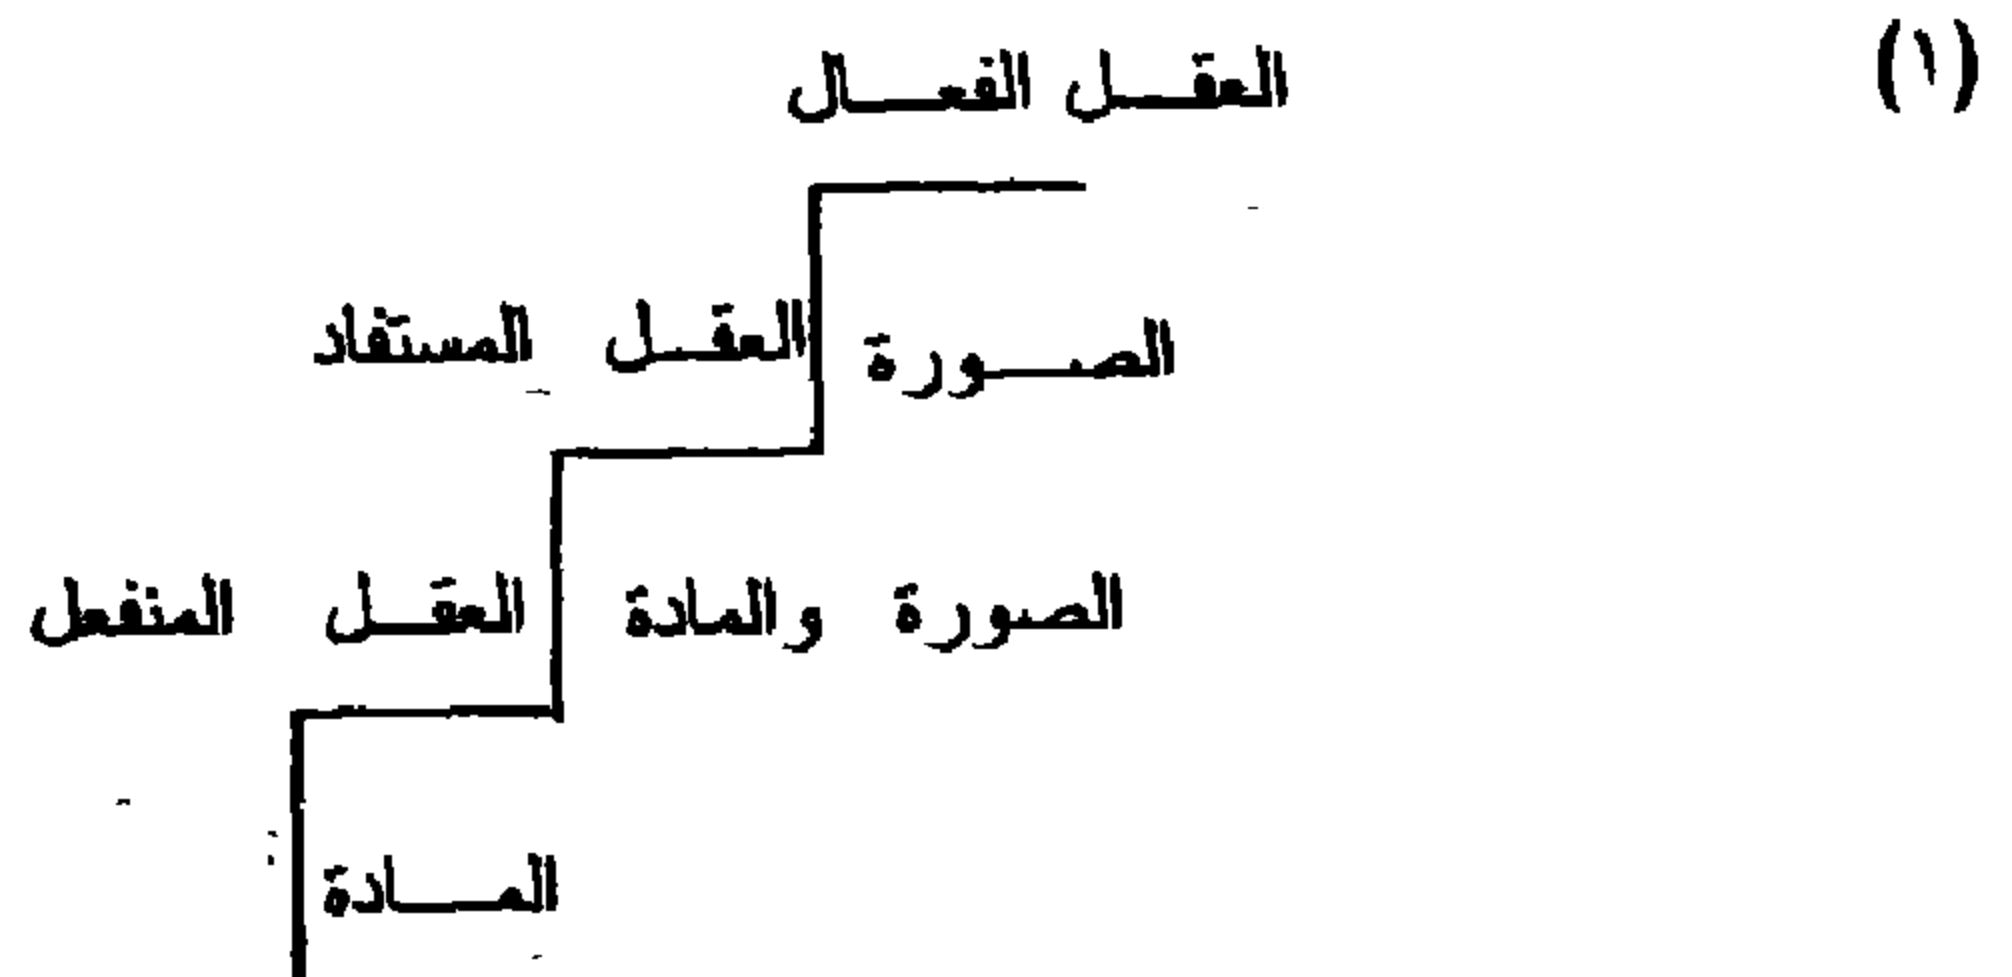 (١)
العقل الفعال
الصورة
العقل المستفاد
الصورة والمادة
العقل المنفعل
المادة